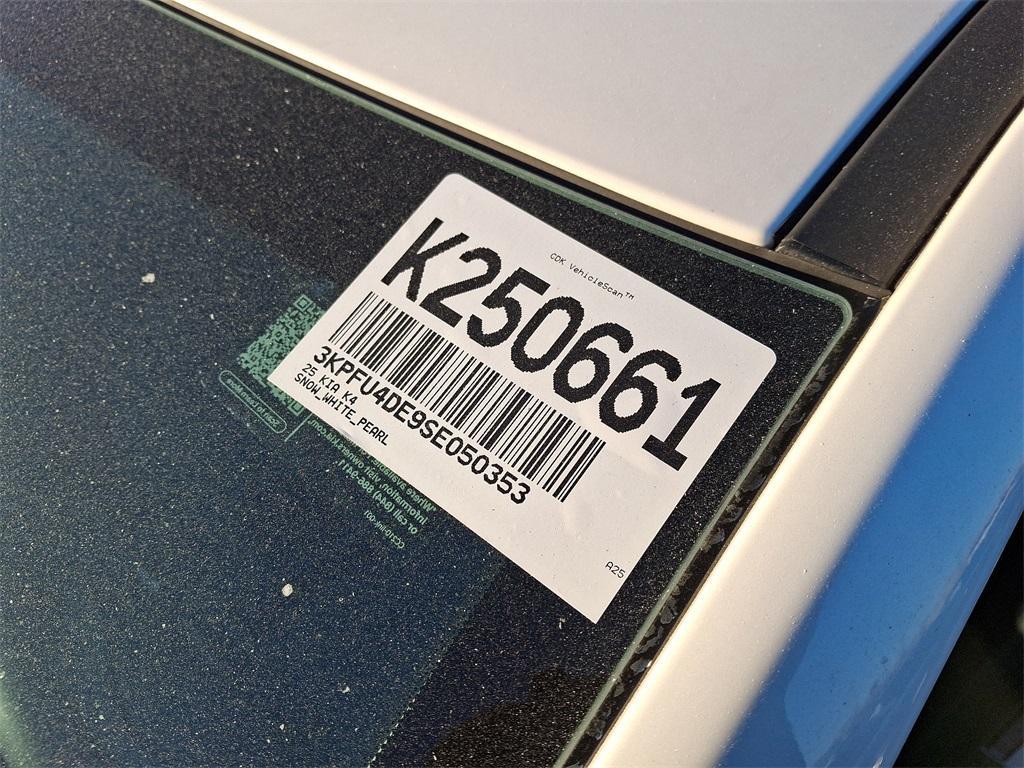 CDK VehicleScan™
K250661
3KPFU4DE9SE050353
25 KIA K4
SNOW_WHITE_PEARL
A25